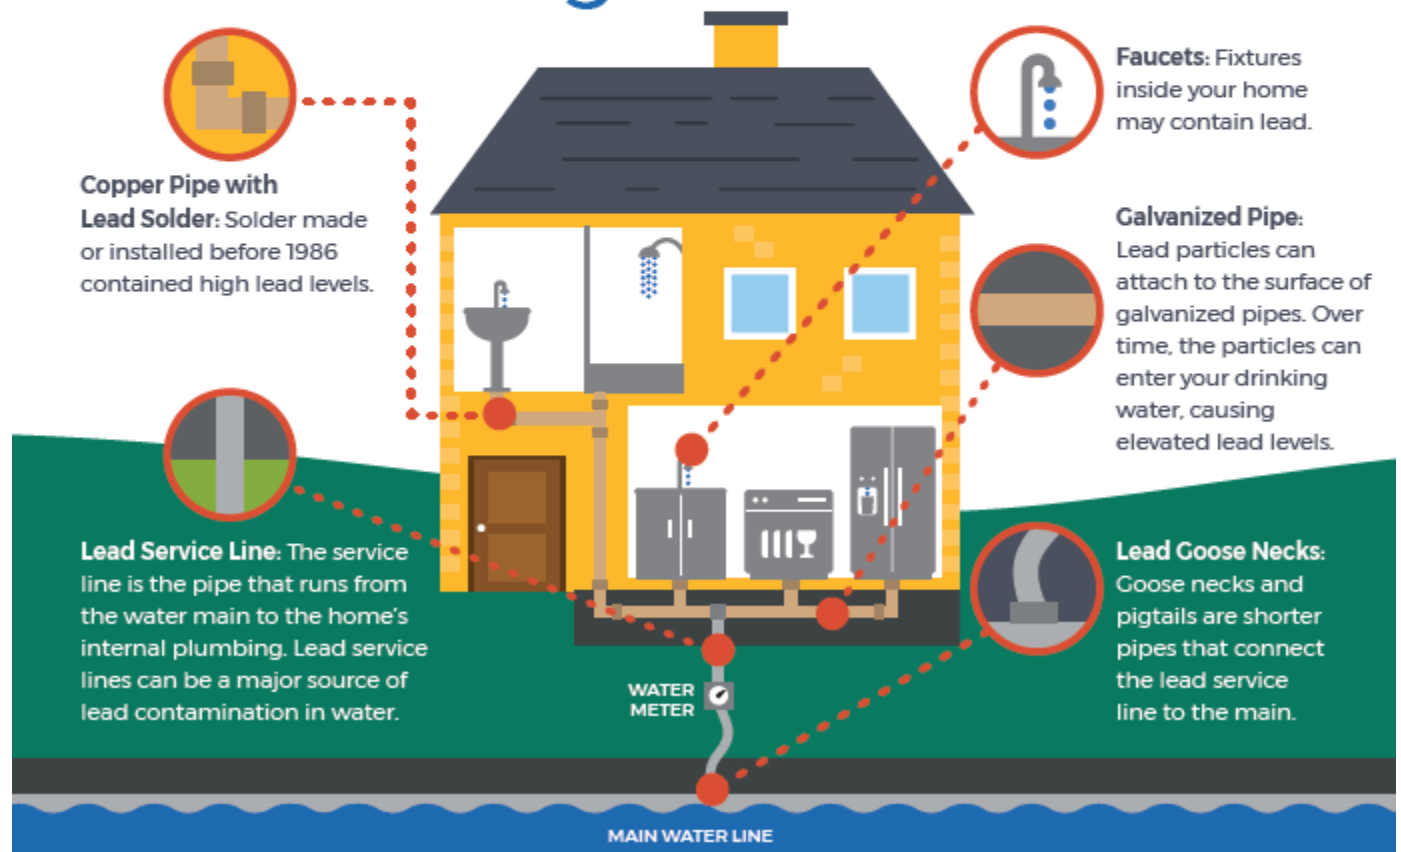 Copper Pipe with
Lead Solder: Solder made
or installed before 1986
contained high lead levels.
Faucets: Fixtures
inside your home
may contain lead.
Galvanized Pipe:
Lead particles can
attach to the surface of
galvanized pipes. Over
time, the particles can
enter your drinking
water, causing
elevated lead levels.
Lead Service Line: The service
line is the pipe that runs from
the water main to the home's
internal plumbing. Lead service
lines can be a major source of
lead contamination in water.
Lead Goose Necks:
Goose necks and
pigtails are shorter
pipes that connect
the lead service
line to the main.
WATER
METER
MAIN WATER LINE